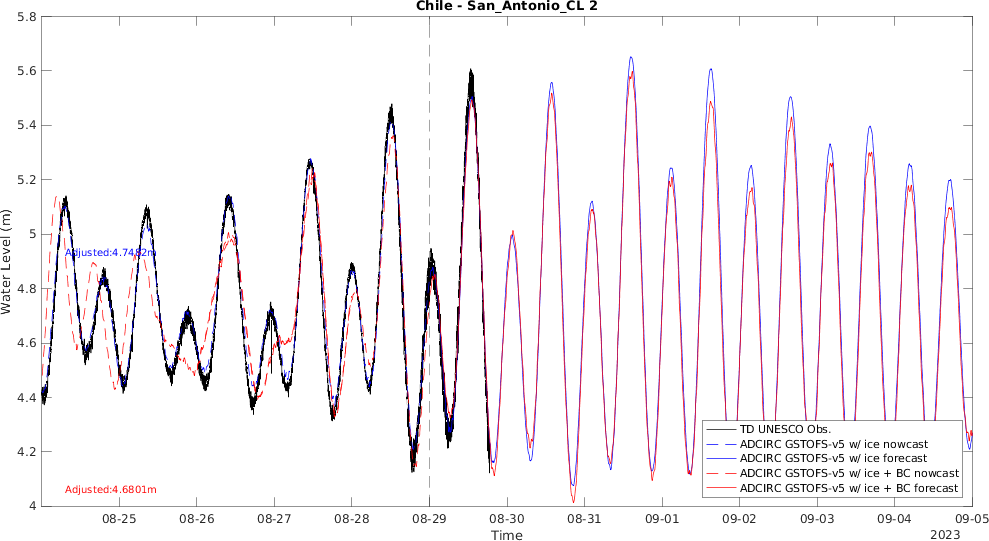 Chile - San_Antonio_CL 2
5.8
5.6
5.4
5.2
5
4.8
4.6
4.4
4.2
4
Water Level (m)
Adjusted:4.7482m
Adjusted:4.6801m
TD UNESCO Obs.
ADCIRC GSTOFS-v5 w/ ice nowcast
ADCIRC GSTOFS-v5 w/ ice forecast
ADCIRC GSTOFS-v5 w/ ice + BC nowcast
ADCIRC GSTOFS-v5 w/ ice + BC forecast
08-25 08-26 08-27 08-28 08-29 08-30 08-31 09-01 09-02 09-03 09-04 09-05
Time
2023